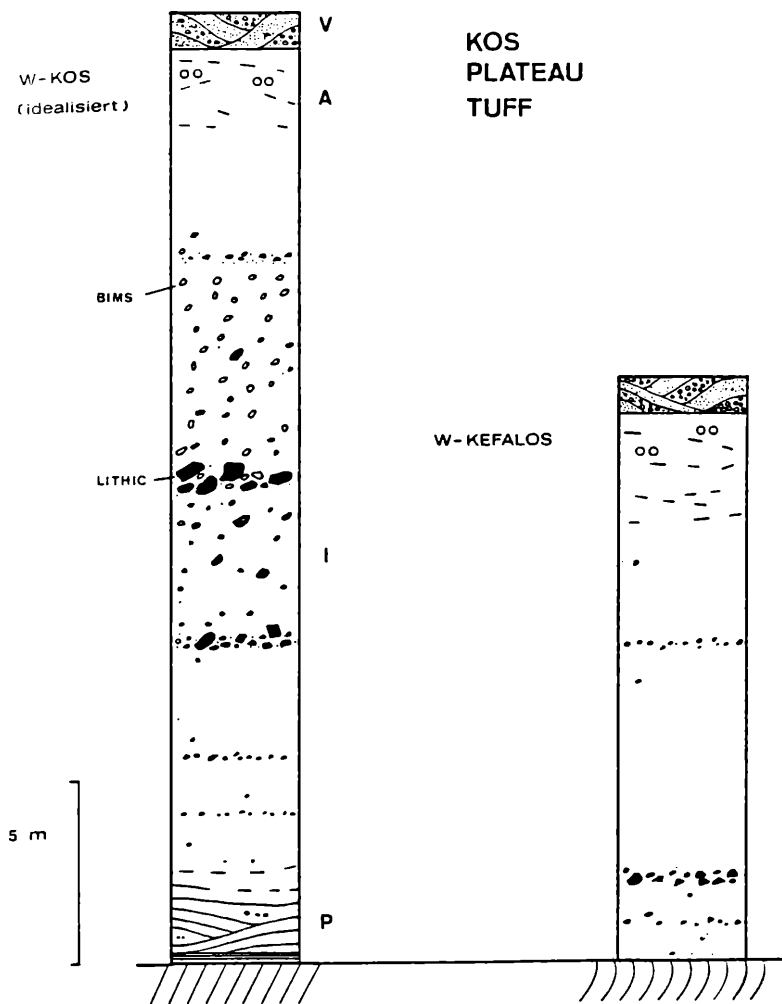 KOS
PLATEAU
TUFF
W-KOS
(idealisiert)
V
A
BIMS
LITHIC
I
5 m
P
W-KEFALOS